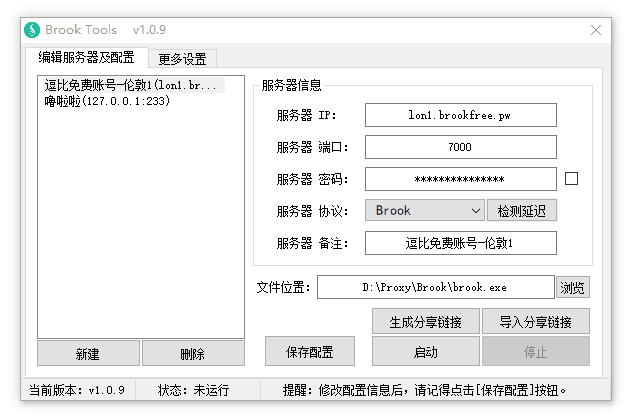 Brook Tools v1.0.9
编辑服务器及配置 更多设置
逗比免费账号-伦敦1(lon1.br...
噜啦啦(127.0.0.1:233)
服务器信息
服务器 IP: lon1.brookfree.pw
服务器 端口: 7000
服务器 密码: ***************
服务器 协议: Brook 检测延迟
服务器 备注: 逗比免费账号-伦敦1
文件位置: D:\Proxy\Brook\brook.exe 浏览
生成分享链接 导入分享链接
新建 删除 保存配置 启动 停止
当前版本: v1.0.9 状态: 未运行 提醒: 修改配置信息后, 请记得点击[保存配置]按钮。